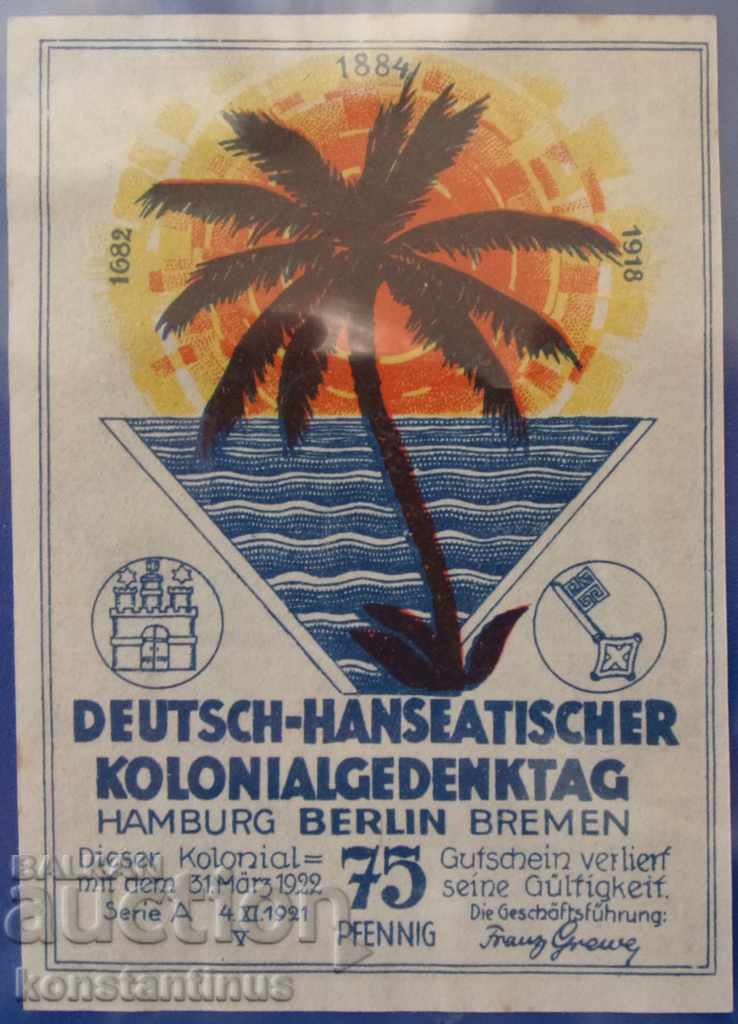 1884
1682
1918
DEUTSCH-HANSEATISCHER
KOLONIALGEDENKTAG
HAMBURG BERLIN BREMEN
Dieser Kolonial= 75 Gutschein verliert
mit dem 31. März 1922 seine Gültigkeit.
Serie A 4.XI.1921 PFENNIG Die Geschäftsführung:
V Franz Grewe
BALKAN
auction
konstantinus